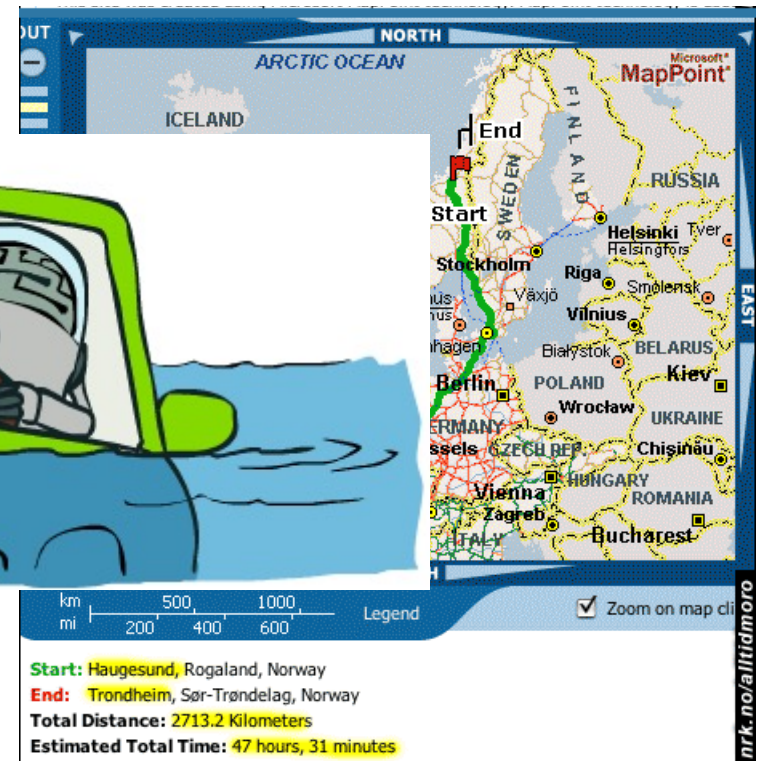 OUT
NORTH
ARCTIC OCEAN
Microsoft®
MapPoint®
ICELAND
FINLAND
End
RUSSIA
SWEDEN
Start
Helsinki
Helsingfors
Tver
Stockholm
Riga
Smolensk
EAST
Växjö
Vilnius
Białystok
BELARUS
Berlin
POLAND
Kiev
Wrocław
UKRAINE
CZECH REP.
Chişinău
Vienna
HUNGARY
ROMANIA
Zagreb
ITALY
Bucharest
km 500 1000
mi 200 400 600
Legend
Zoom on map cli
Start: Haugesund, Rogaland, Norway
End: Trondheim, Sør-Trøndelag, Norway
Total Distance: 2713.2 Kilometers
Estimated Total Time: 47 hours, 31 minutes
nrk.no/alltidmoro